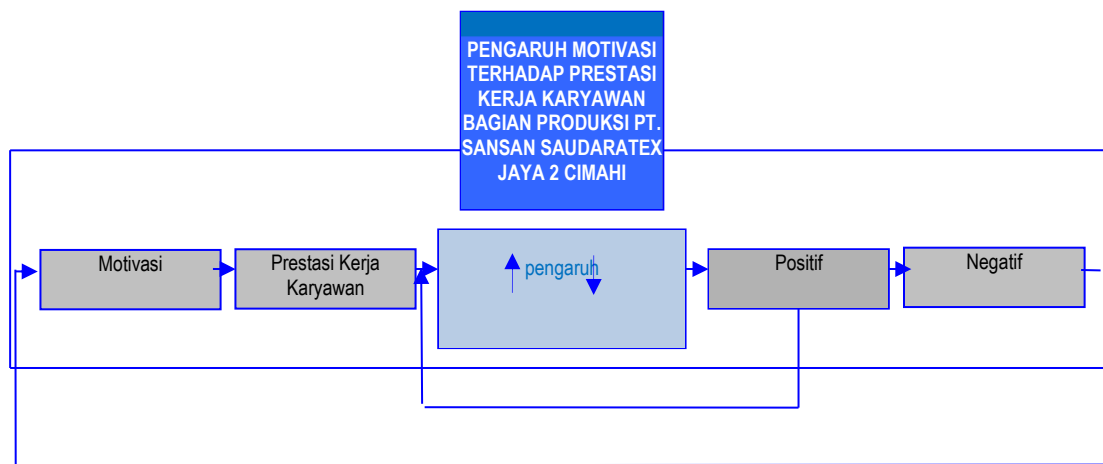 PENGARUH MOTIVASI
TERHADAP PRESTASI
KERJA KARYAWAN
BAGIAN PRODUKSI PT.
SANSAN SAUDARATEX
JAYA 2 CIMAHI
Motivasi
Prestasi Kerja
Karyawan
pengaruh
Positif
Negatif